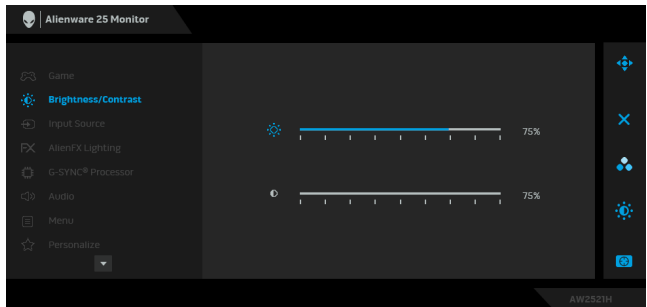 Alienware 25 Monitor
Game
Brightness/Contrast
Input Source
AlienFX Lighting
G-SYNC® Processor
Audio
Menu
Personalize
75%
75%
AW2521H